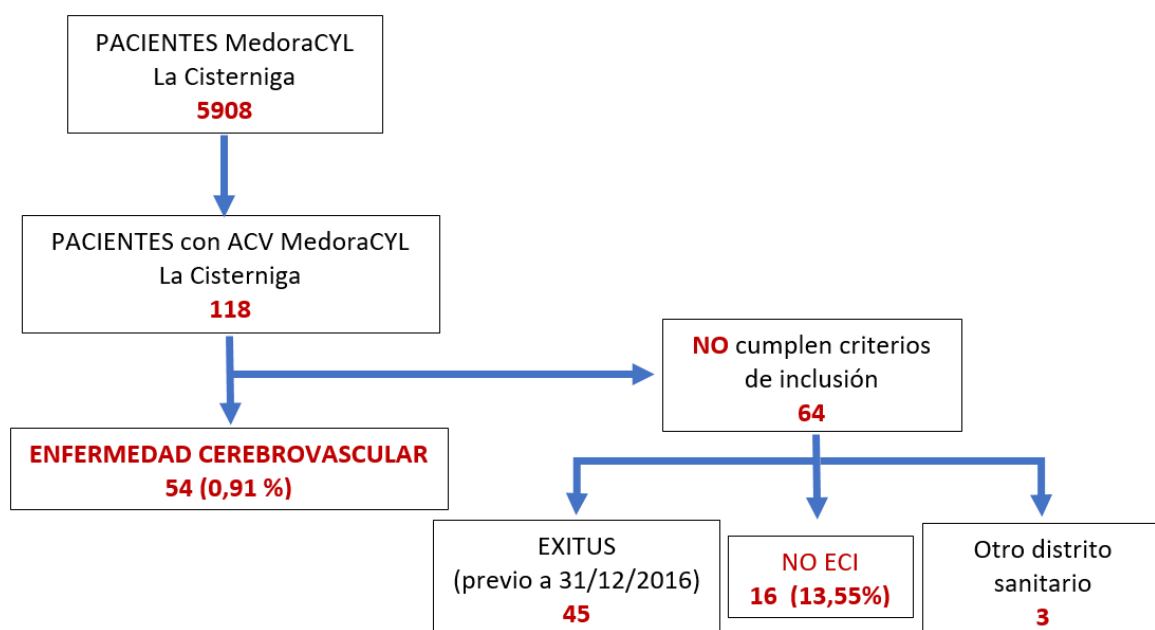 PACIENTES MedoraCYL
La Cisterniga
5908
PACIENTES con ACV MedoraCYL
La Cisterniga
118
NO cumplen criterios
de inclusión
64
ENFERMEDAD CEREBROVASCULAR
54 (0,91 %)
EXITUS
(previo a 31/12/2016)
45
NO ECI
16 (13,55%)
Otro distrito
sanitario
3